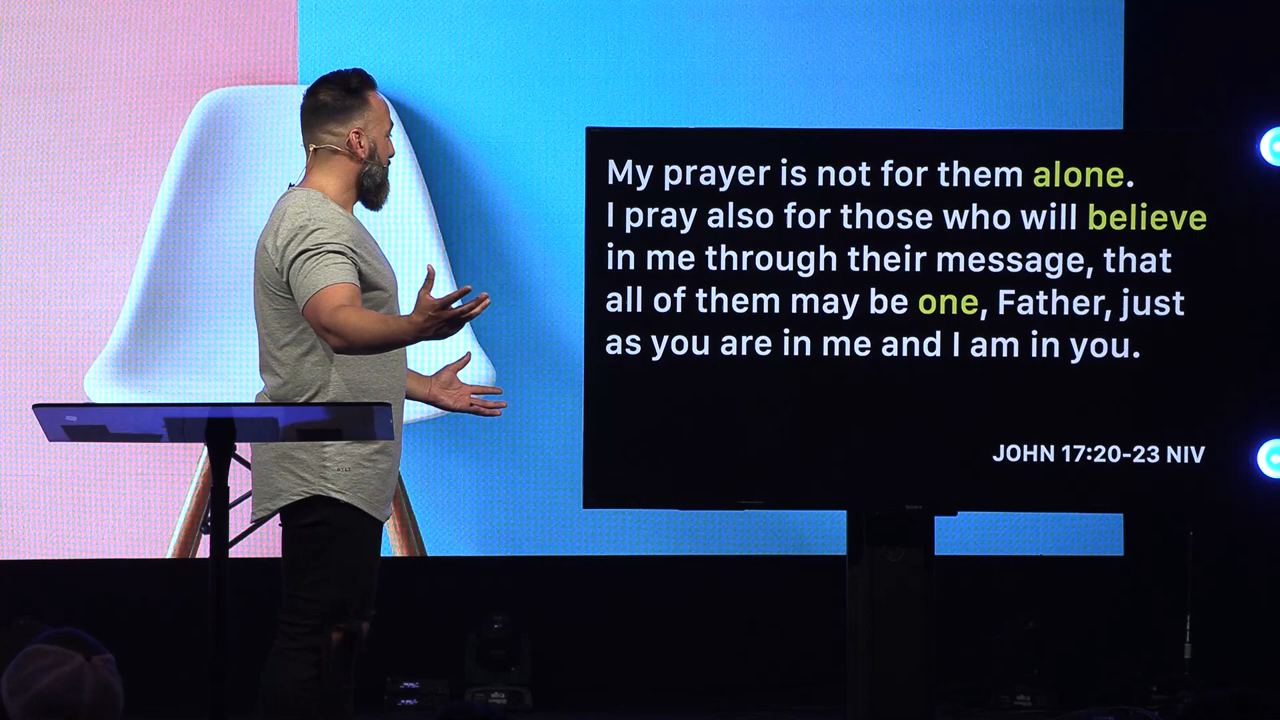 My prayer is not for them alone.
I pray also for those who will believe
in me through their message, that
all of them may be one, Father, just
as you are in me and I am in you.
JOHN 17:20-23 NIV